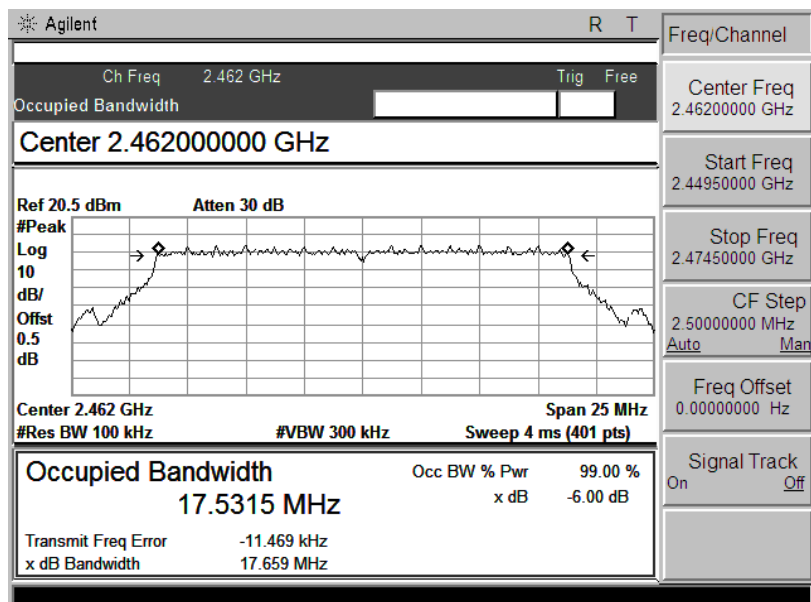 Agilent R T
Ch Freq 2.462 GHz Trig Free
Occupied Bandwidth
Center 2.462000000 GHz
Ref 20.5 dBm Atten 30 dB
#Peak
Log
10
dB/
Offst
0.5
dB
Center 2.462 GHz Span 25 MHz
#Res BW 100 kHz #VBW 300 kHz Sweep 4 ms (401 pts)
Occupied Bandwidth
17.5315 MHz
Occ BW % Pwr 99.00 %
x dB -6.00 dB
Transmit Freq Error -11.469 kHz
x dB Bandwidth 17.659 MHz
Freq/Channel
Center Freq
2.46200000 GHz
Start Freq
2.44950000 GHz
Stop Freq
2.47450000 GHz
CF Step
2.50000000 MHz
Auto Man
Freq Offset
0.00000000 Hz
Signal Track
On Off